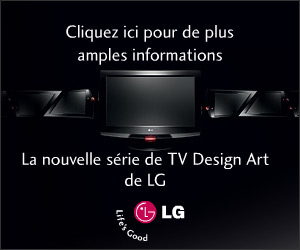 Cliquez ici pour de plus
amples informations
La nouvelle série de TV Design Art
de LG
LG
Life's Good